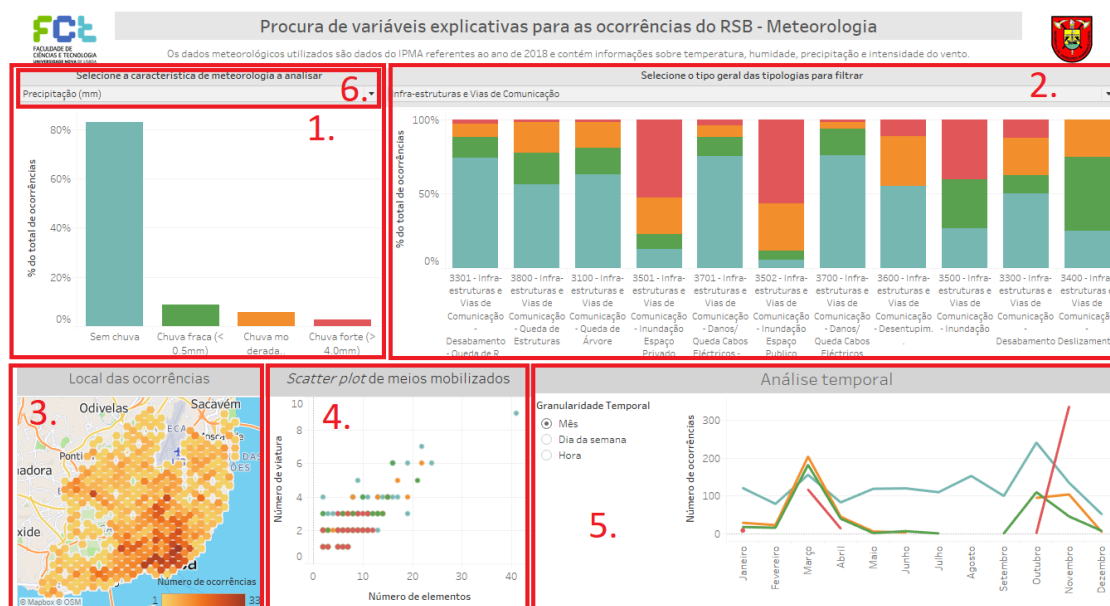 FCt
FACULDADE DE
CIÊNCIAS E TECNOLOGIA
UNIVERSIDADE NOVA DE LISBOA
Procura de variáveis explicativas para as ocorrências do RSB - Meteorologia
Os dados meteorológicos utilizados são dados do IPMA referentes ao ano de 2018 e contém informações sobre temperatura, humidade, precipitação e intensidade do vento.
Selecione a característica de meteorologia a analisar
Precipitação (mm)
6.
1.
% do total de ocorrências
80%
60%
40%
20%
0%
Sem chuva
Chuva fraca (<
0.5mm)
Chuva mo
derada..
Chuva forte (>
4.0mm)
Selecione o tipo geral das tipologias para filtrar
Infra-estruturas e Vias de Comunicação
2.
% do total de ocorrências
100%
50%
0%
3301 - Infra-
estruturas e
Vias de
Comunicação
-
Desabamento
- Queda de R..
3800 - Infra-
estruturas e
Vias de
Comunicação
- Queda de
Estruturas
3100 - Infra-
estruturas e
Vias de
Comunicação
- Queda de
Árvore
3501 - Infra-
estruturas e
Vias de
Comunicação
- Inundação
Espaço
Privado
3701 - Infra-
estruturas e
Vias de
Comunicação
- Danos/
Queda Cabos
Eléctricos -
3502 - Infra-
estruturas e
Vias de
Comunicação
- Inundação
Espaço
Publico
3700 - Infra-
estruturas e
Vias de
Comunicação
- Danos/
Queda Cabos
Eléctricos
3600 - Infra-
estruturas e
Vias de
Comunicação
- Desentupim.
.
3500 - Infra-
estruturas e
Vias de
Comunicação
- Inundação
3300 - Infra-
estruturas e
Vias de
Comunicação
-
Desabamento
3400 - Infra-
estruturas e
Vias de
Comunicação
-
Deslizament
Local das ocorrências
3.
Odivelas
Sacavém
Ponti
Número de ocorrências
1
33
© Mapbox © OSM
Scatter plot de meios mobilizados
4.
Número de viatura
10
8
6
4
2
0
0
10
20
30
40
Número de elementos
Análise temporal
Granularidade Temporal
Mês
Dia da semana
Hora
5.
Número de ocorrências
300
200
100
0
Janeiro
Fevereiro
Março
Abril
Maio
Junho
Julho
Agosto
Setembro
Outubro
Novembro
Dezembro